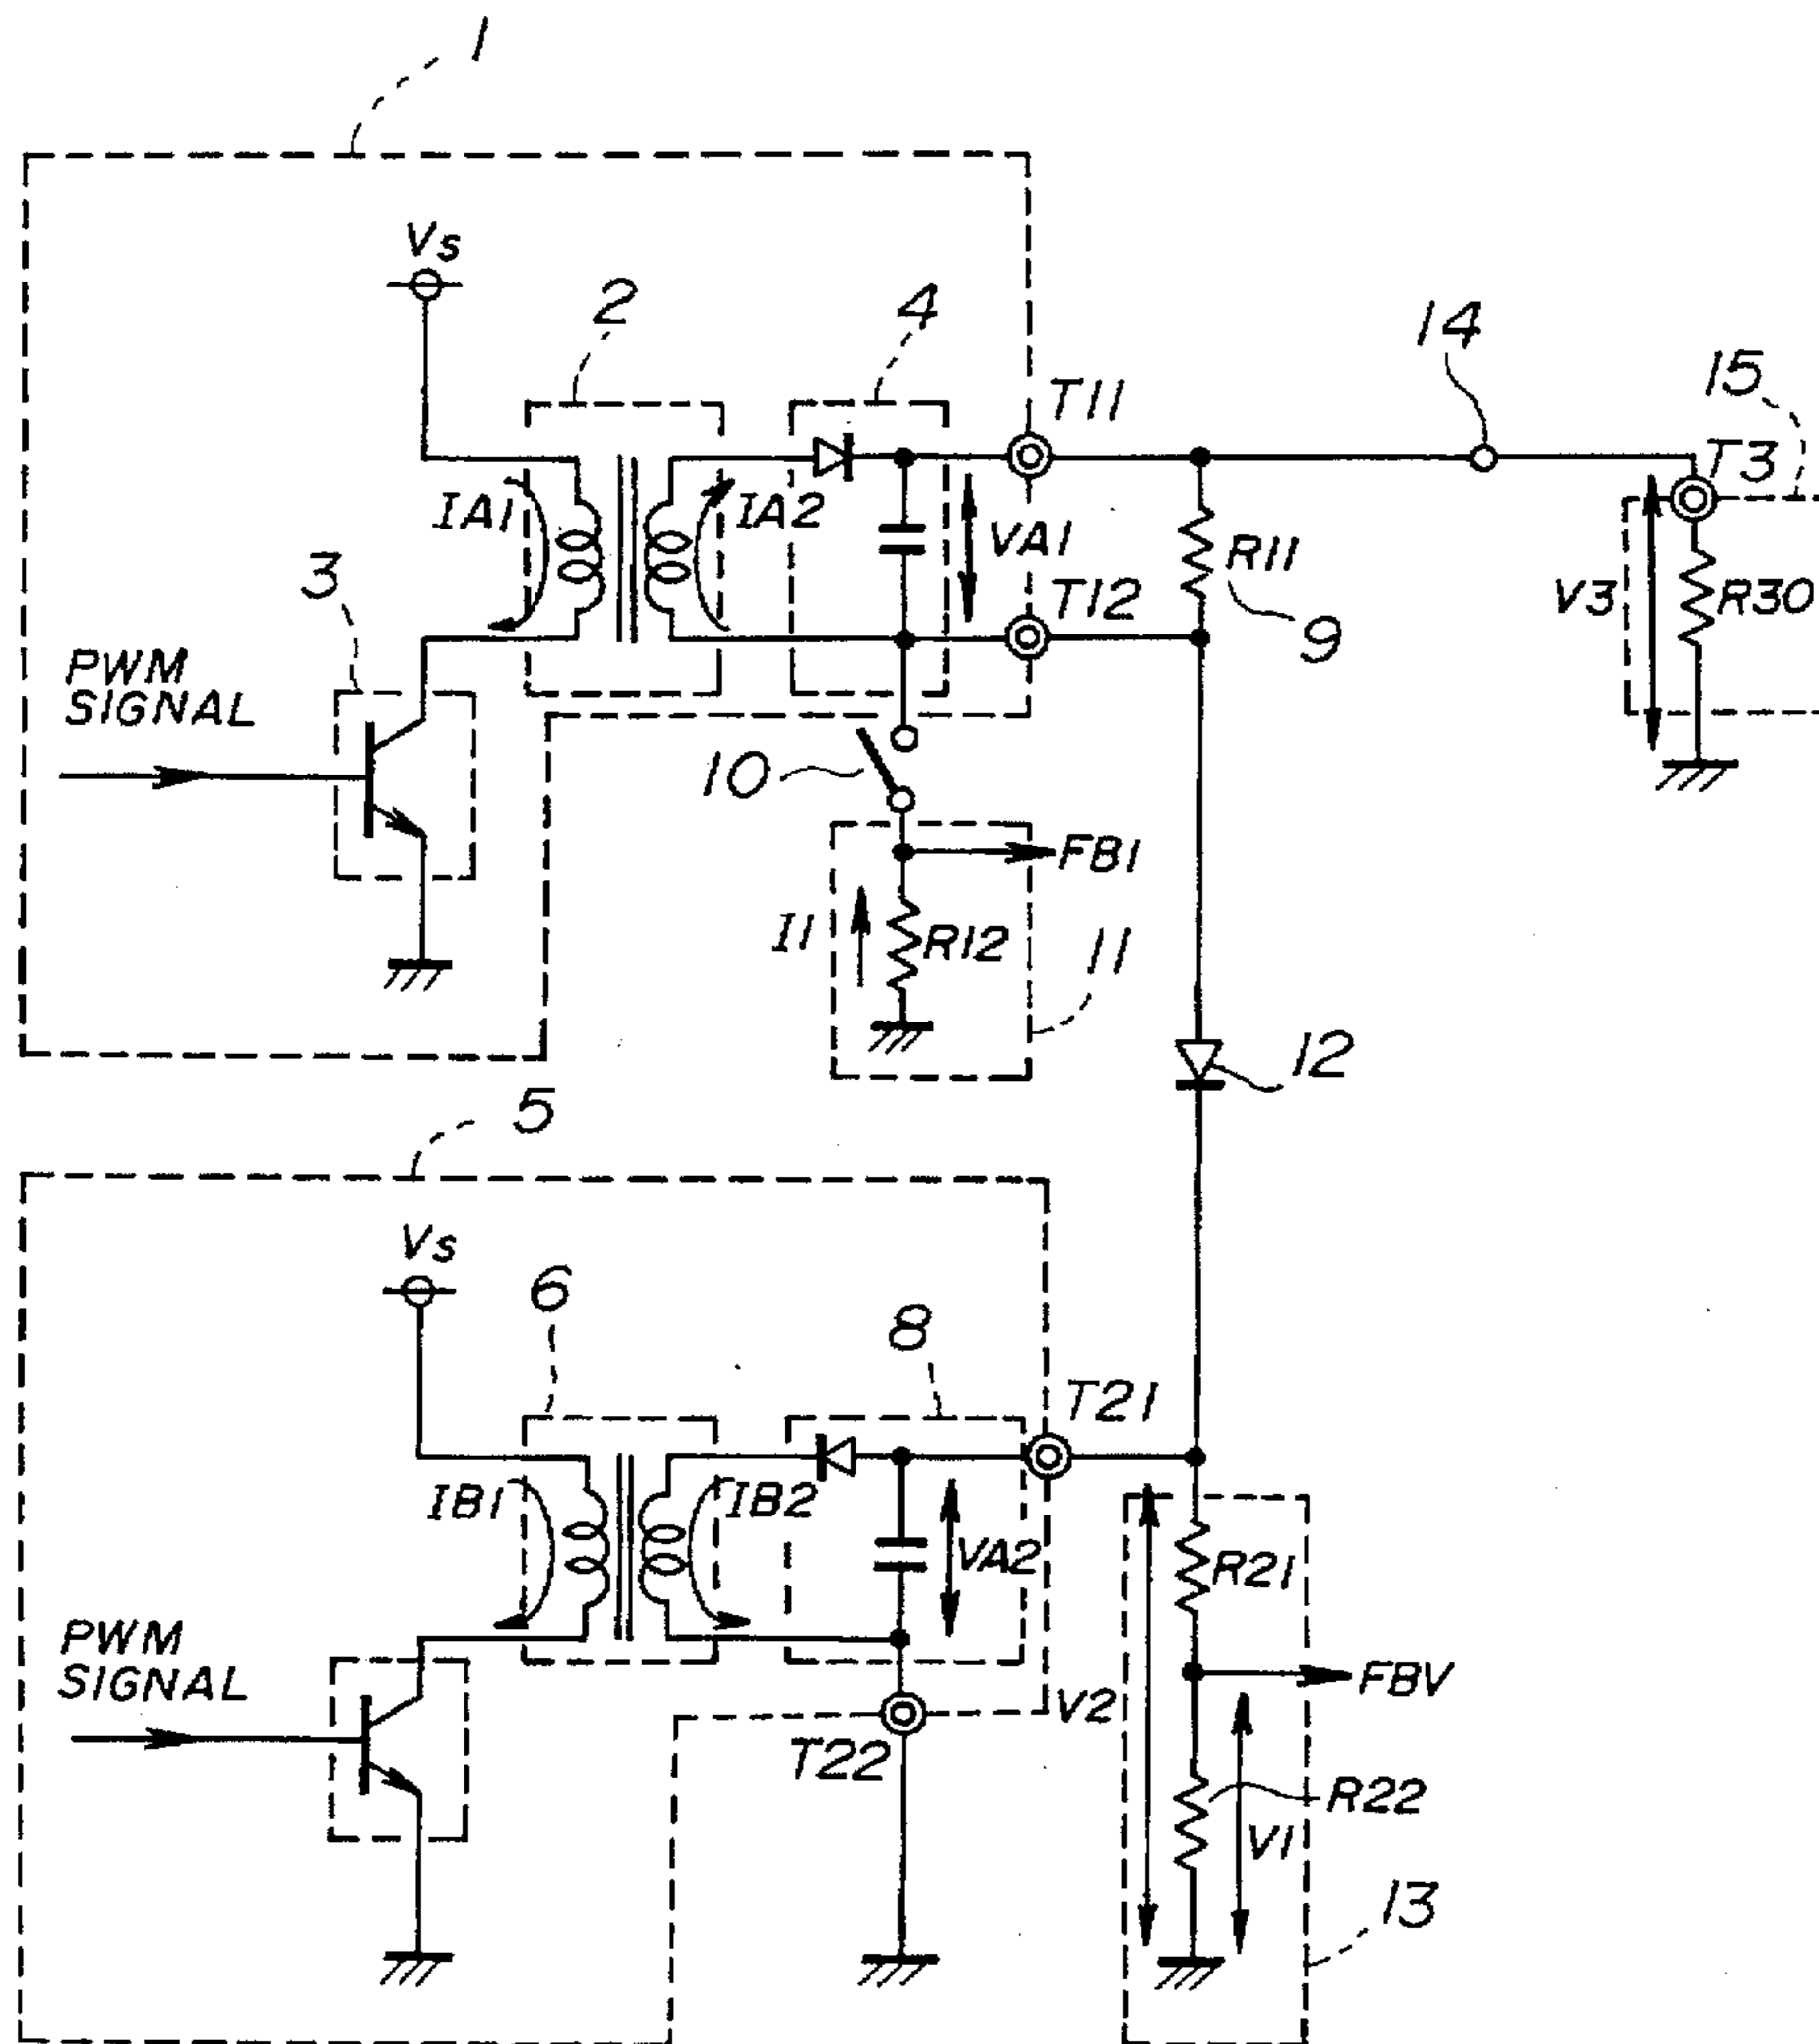 1
Vs
2
4
14
15
T11
T3
IA1
IA2
VA1
R11
3
T12
V3
R30
9
PWM
SIGNAL
10
FB1
I1
R12
11
12
5
Vs
6
8
T21
IB1
IB2
VA2
R21
PWM
SIGNAL
V2
FBV
T22
R22
V1
13